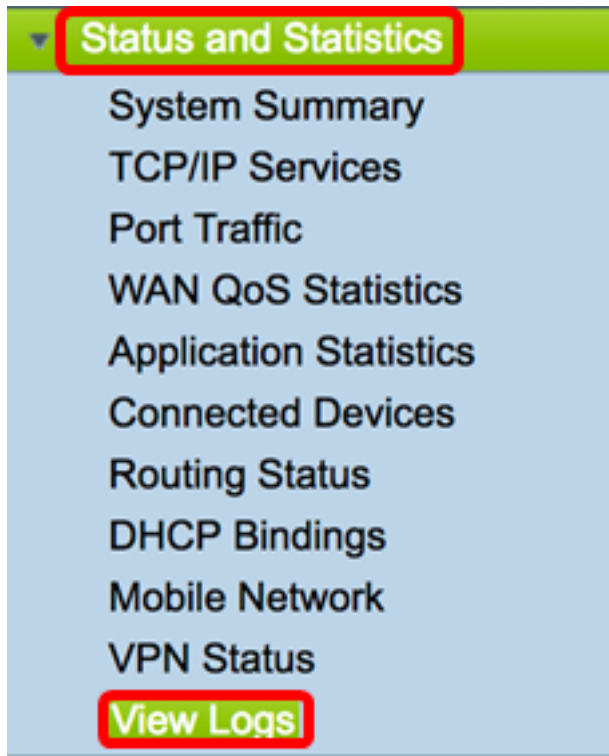 Status and Statistics
System Summary
TCP/IP Services
Port Traffic
WAN QoS Statistics
Application Statistics
Connected Devices
Routing Status
DHCP Bindings
Mobile Network
VPN Status
View Logs